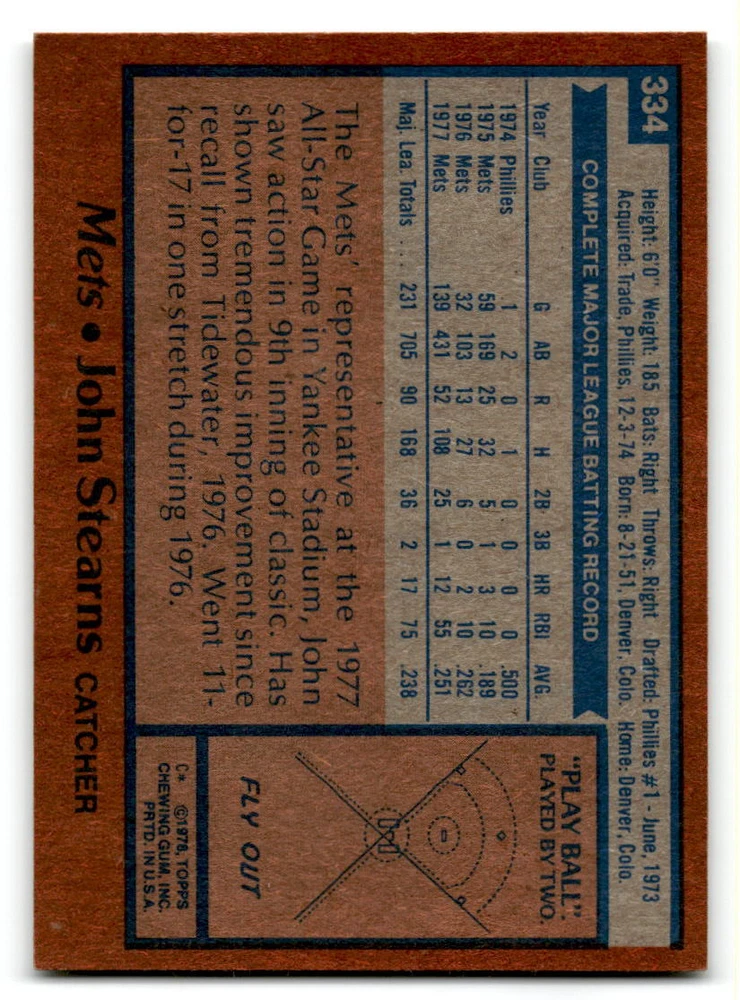 334
Height: 6'0" Weight: 185 Bats: Right Throws: Right Drafted: Phillies #1 - June, 1973
Acquired: Trade, Phillies, 12-3-74 Born: 8-21-51, Denver, Colo. Home: Denver, Colo.
COMPLETE MAJOR LEAGUE BATTING RECORD
Year Club G AB R H 2B 3B HR RBI AVG.
1974 Phillies 1 2 0 1 0 0 0 0 .500
1975 Mets 59 169 25 32 5 1 3 10 .189
1976 Mets 32 103 13 27 6 0 2 10 .262
1977 Mets 139 431 52 108 25 1 12 55 .251
Maj. Lea. Totals .... 231 705 90 168 36 2 17 75 .238
The Mets' representative at the 1977
All-Star Game in Yankee Stadium, John
saw action in 9th inning of classic. Has
shown tremendous improvement since
recall from Tidewater, 1976. Went 11-
for-17 in one stretch during 1976.
"PLAY BALL"
PLAYED BY TWO.
FLY OUT
C* ©1978, TOPPS
CHEWING GUM, INC.
PRTD. IN U.S.A.
Mets • John Stearns CATCHER